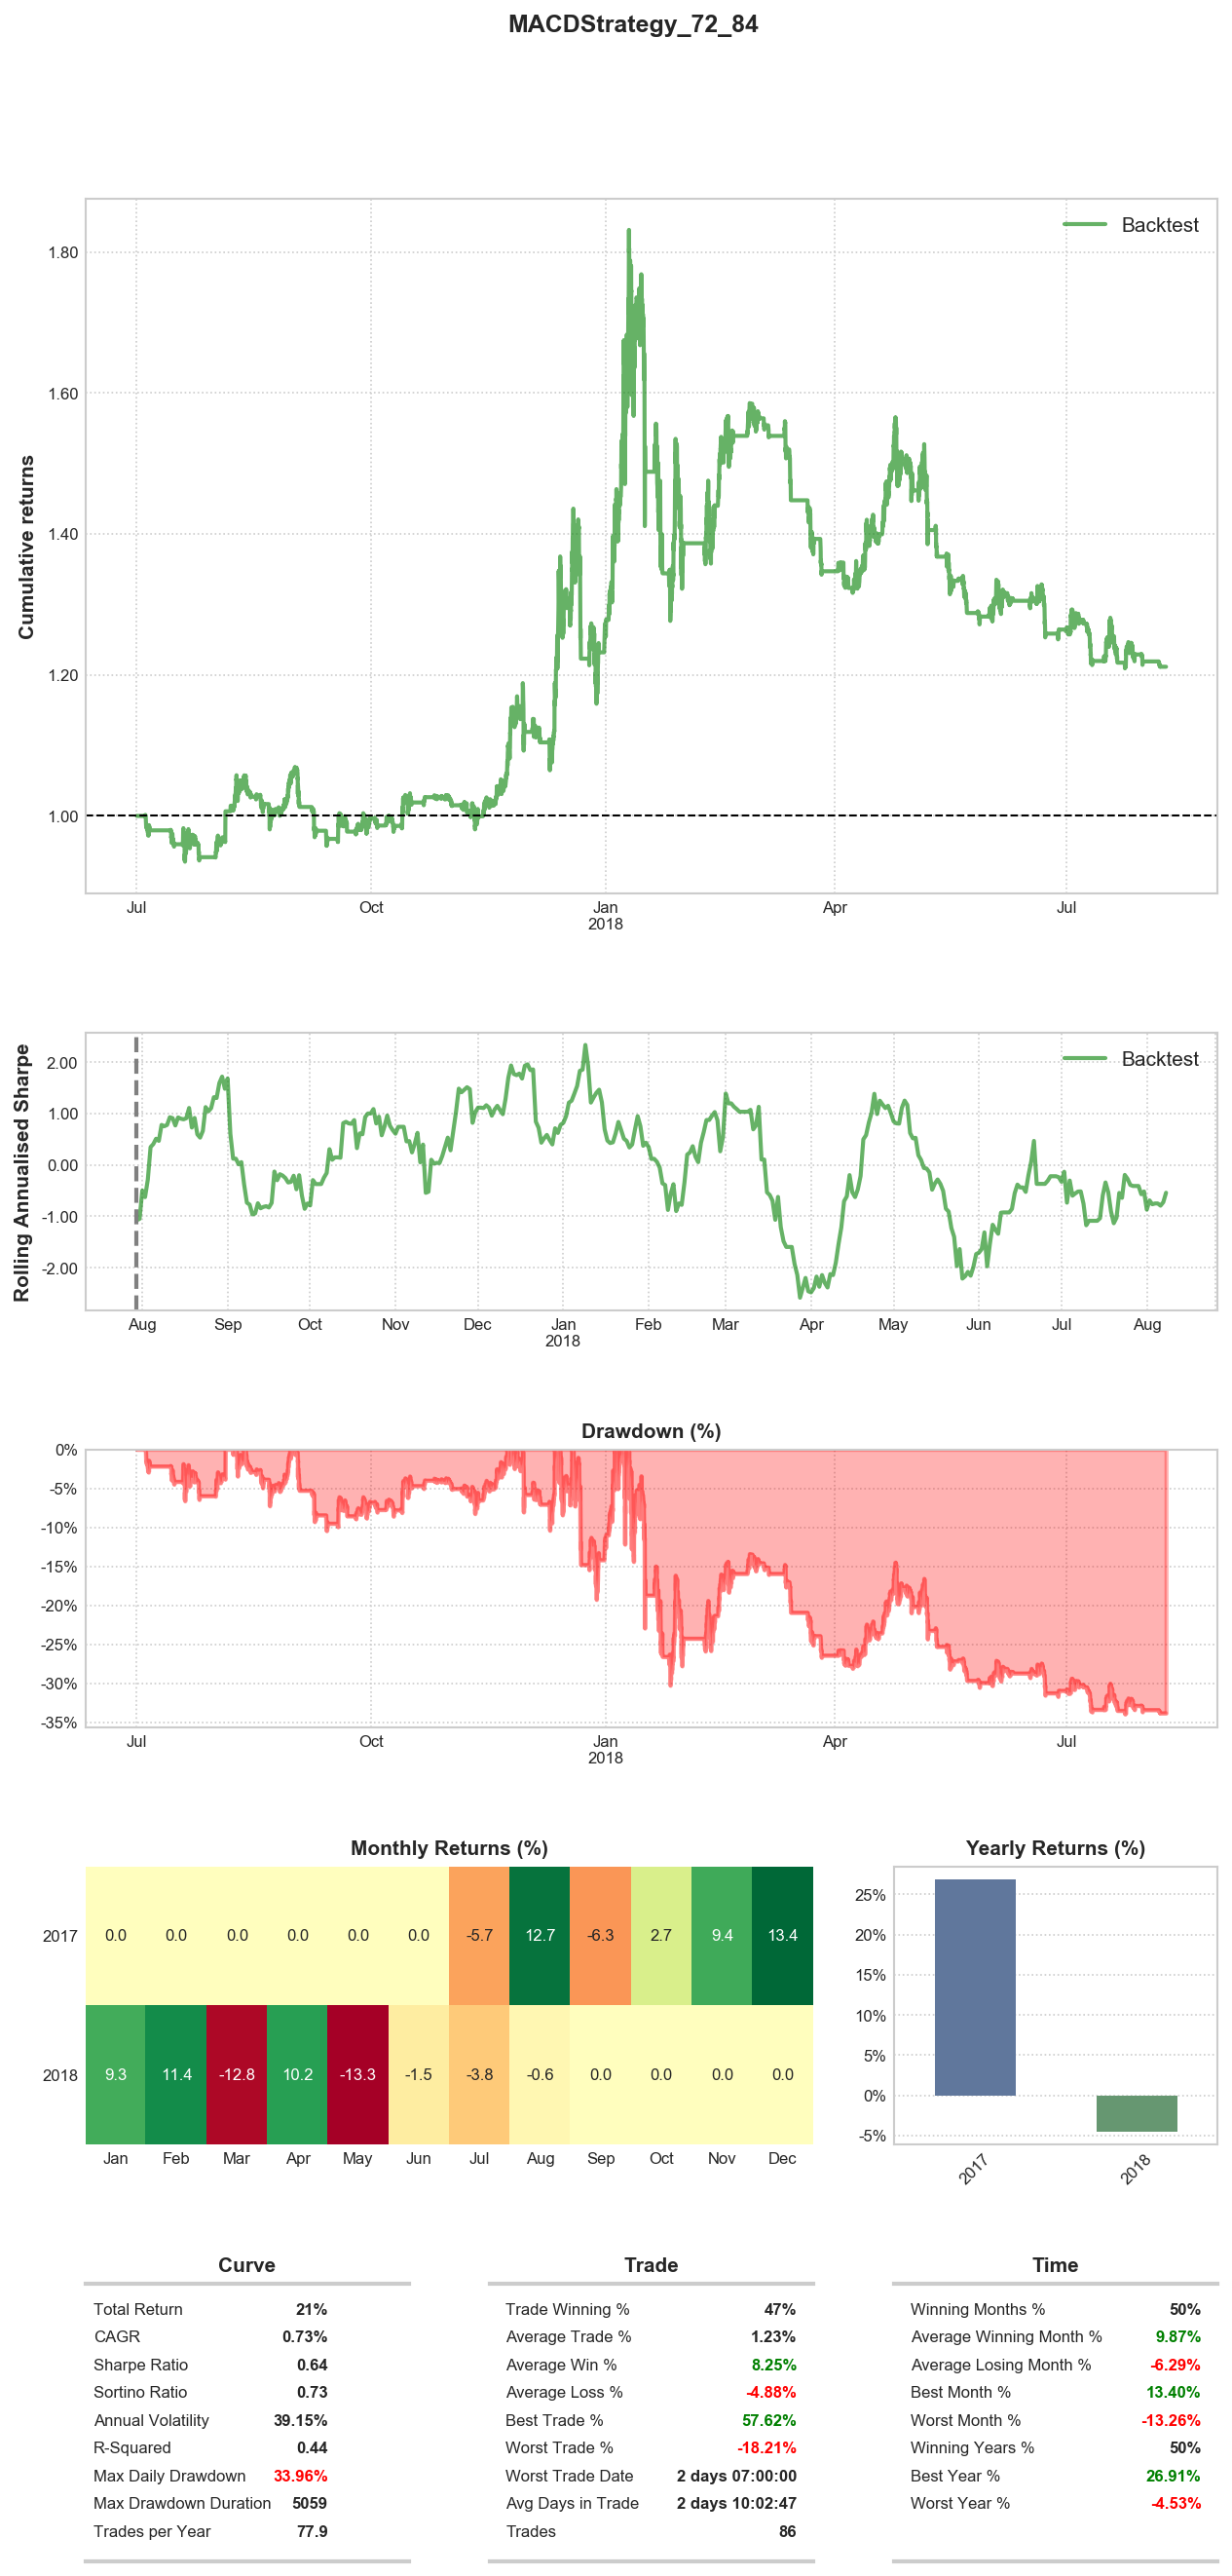 MACDStrategy_72_84
Backtest
1.80
1.60
1.40
1.20
1.00
Cumulative returns
Jul Oct Jan Apr Jul
2018
Backtest
2.00
1.00
0.00
-1.00
-2.00
Rolling Annualised Sharpe
Aug Sep Oct Nov Dec Jan Feb Mar Apr May Jun Jul Aug
2018
Drawdown (%)
0%
-5%
-10%
-15%
-20%
-25%
-30%
-35%
Jul Oct Jan Apr Jul
2018
Monthly Returns (%)
2017 0.0 0.0 0.0 0.0 0.0 0.0 -5.7 12.7 -6.3 2.7 9.4 13.4
2018 9.3 11.4 -12.8 10.2 -13.3 -1.5 -3.8 -0.6 0.0 0.0 0.0 0.0
Jan Feb Mar Apr May Jun Jul Aug Sep Oct Nov Dec
Yearly Returns (%)
25%
20%
15%
10%
5%
0%
-5%
2017 2018
Curve
Total Return 21%
CAGR 0.73%
Sharpe Ratio 0.64
Sortino Ratio 0.73
Annual Volatility 39.15%
R-Squared 0.44
Max Daily Drawdown 33.96%
Max Drawdown Duration 5059
Trades per Year 77.9
Trade
Trade Winning % 47%
Average Trade % 1.23%
Average Win % 8.25%
Average Loss % -4.88%
Best Trade % 57.62%
Worst Trade % -18.21%
Worst Trade Date 2 days 07:00:00
Avg Days in Trade 2 days 10:02:47
Trades 86
Time
Winning Months % 50%
Average Winning Month % 9.87%
Average Losing Month % -6.29%
Best Month % 13.40%
Worst Month % -13.26%
Winning Years % 50%
Best Year % 26.91%
Worst Year % -4.53%